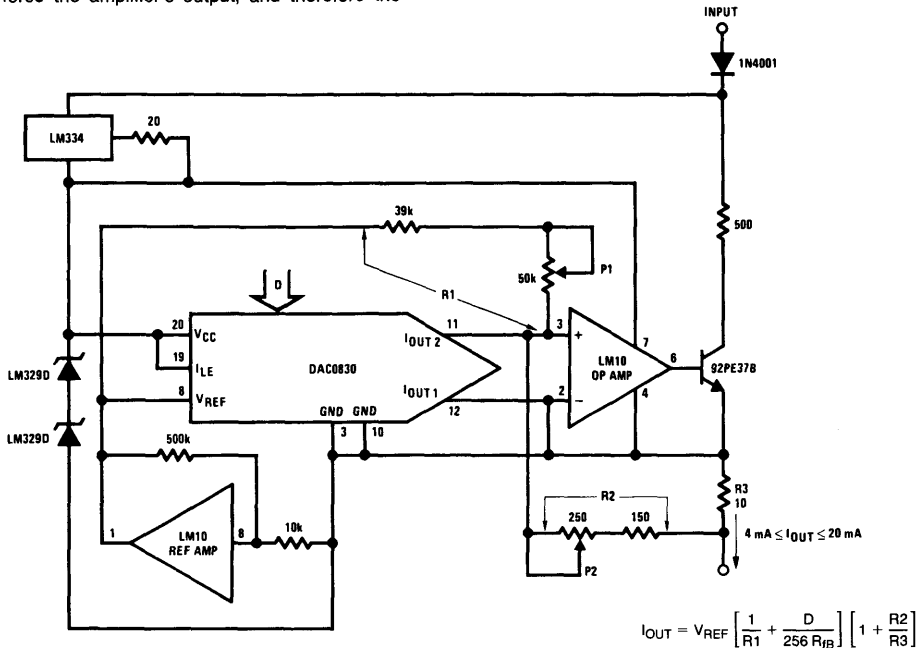 force the amplifier's output, and therefore the
INPUT
1N4001
LM334
20
39k
500
50k
P1
R1
D
20
VCC
19
ILE
8
VREF
DAC0830
IOUT 2
11
IOUT 1
12
GND
GND
3
10
3
+
2
−
LM10
OP AMP
7
6
4
92PE37B
LM329D
LM329D
500k
1
LM10
REF AMP
8
10k
R2
250
150
P2
R3
10
4 mA ≤ IOUT ≤ 20 mA
IOUT = VREF [1/R1 + D/256 RfB] [1 + R2/R3]